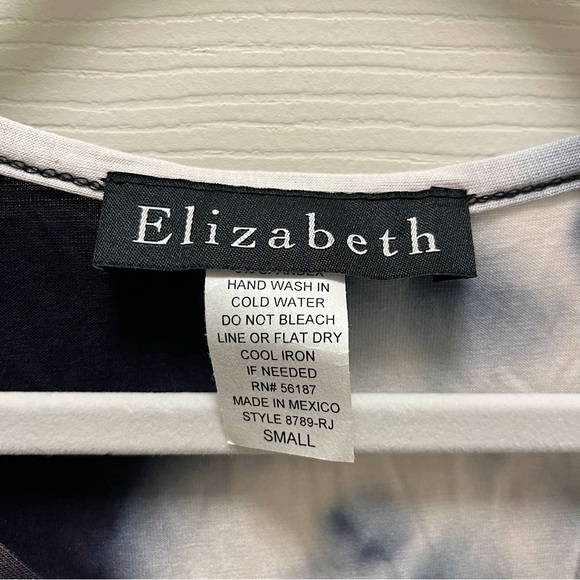 Elizabeth
HAND WASH IN
COLD WATER
DO NOT BLEACH
LINE OR FLAT DRY
COOL IRON
IF NEEDED
RN# 56187
MADE IN MEXICO
STYLE 8789-RJ
SMALL